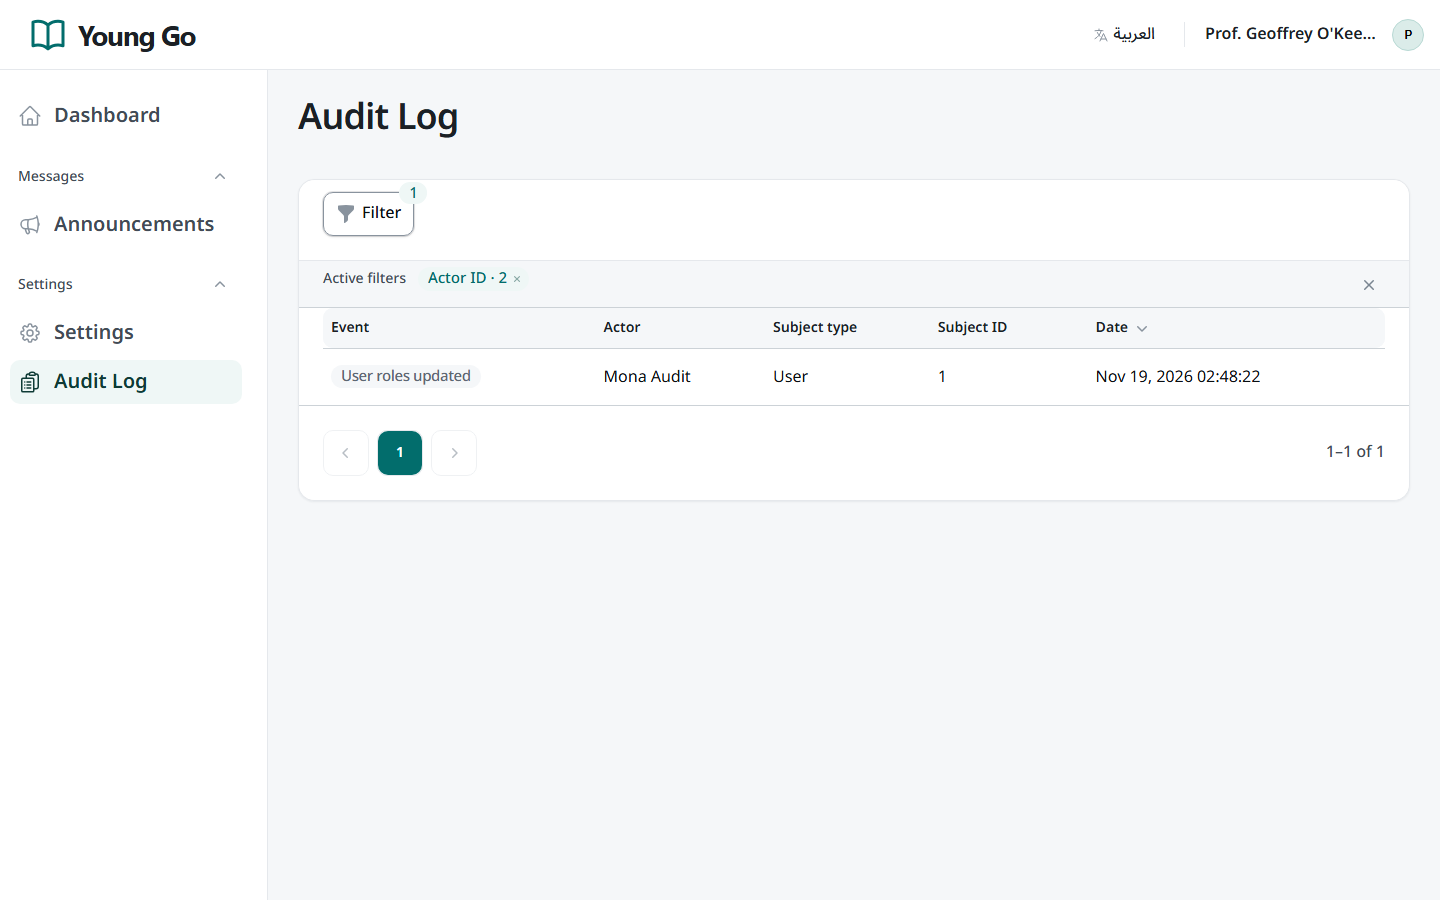 Young Go
العربية
Prof. Geoffrey O'Kee...
P
Dashboard
Messages
Announcements
Settings
Settings
Audit Log
Audit Log
Filter
1
Active filters
Actor ID · 2 ×
Event Actor Subject type Subject ID Date
User roles updated Mona Audit User 1 Nov 19, 2026 02:48:22
1
1–1 of 1